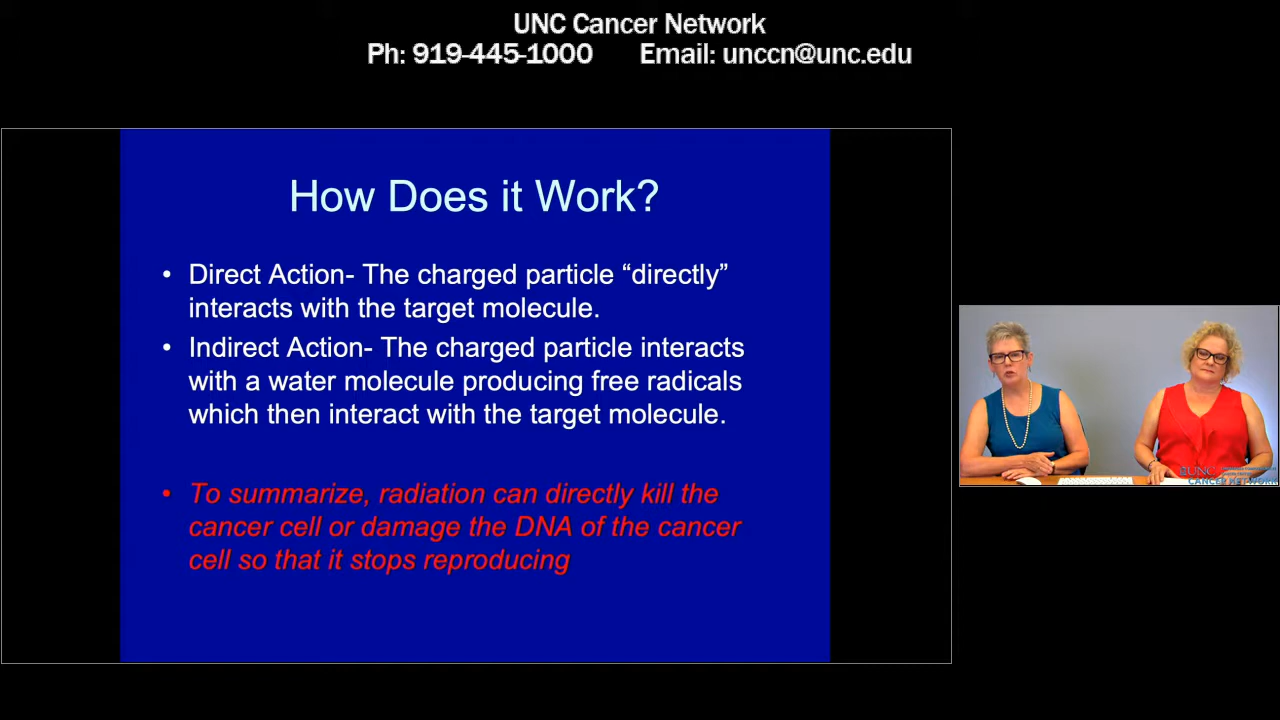 UNC Cancer Network
Ph: 919-445-1000 Email: unccn@unc.edu
How Does it Work?
• Direct Action- The charged particle “directly”
interacts with the target molecule.
• Indirect Action- The charged particle interacts
with a water molecule producing free radicals
which then interact with the target molecule.
• To summarize, radiation can directly kill the
cancer cell or damage the DNA of the cancer
cell so that it stops reproducing
UNC
CANCER NETWORK